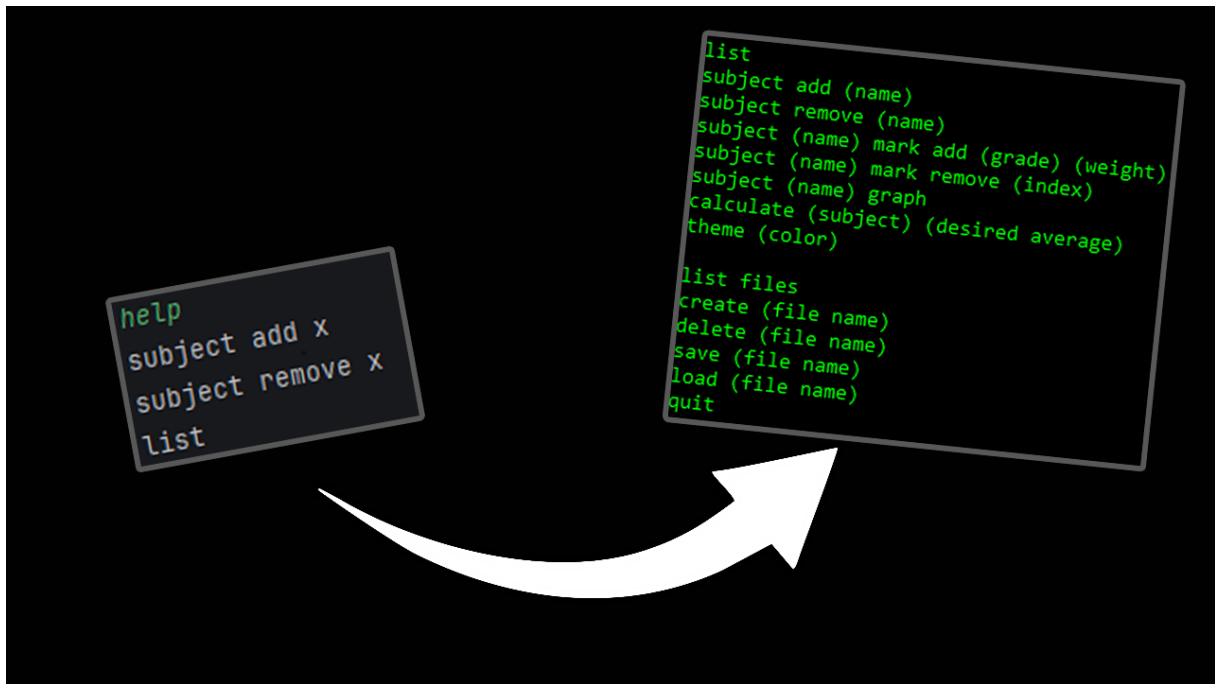 help
subject add x
subject remove x
list
list
subject add (name)
subject remove (name)
subject (name) mark add (grade) (weight)
subject (name) mark remove (index)
subject (name) graph
calculate (subject) (desired average)
theme (color)
list files
create (file name)
delete (file name)
save (file name)
load (file name)
quit